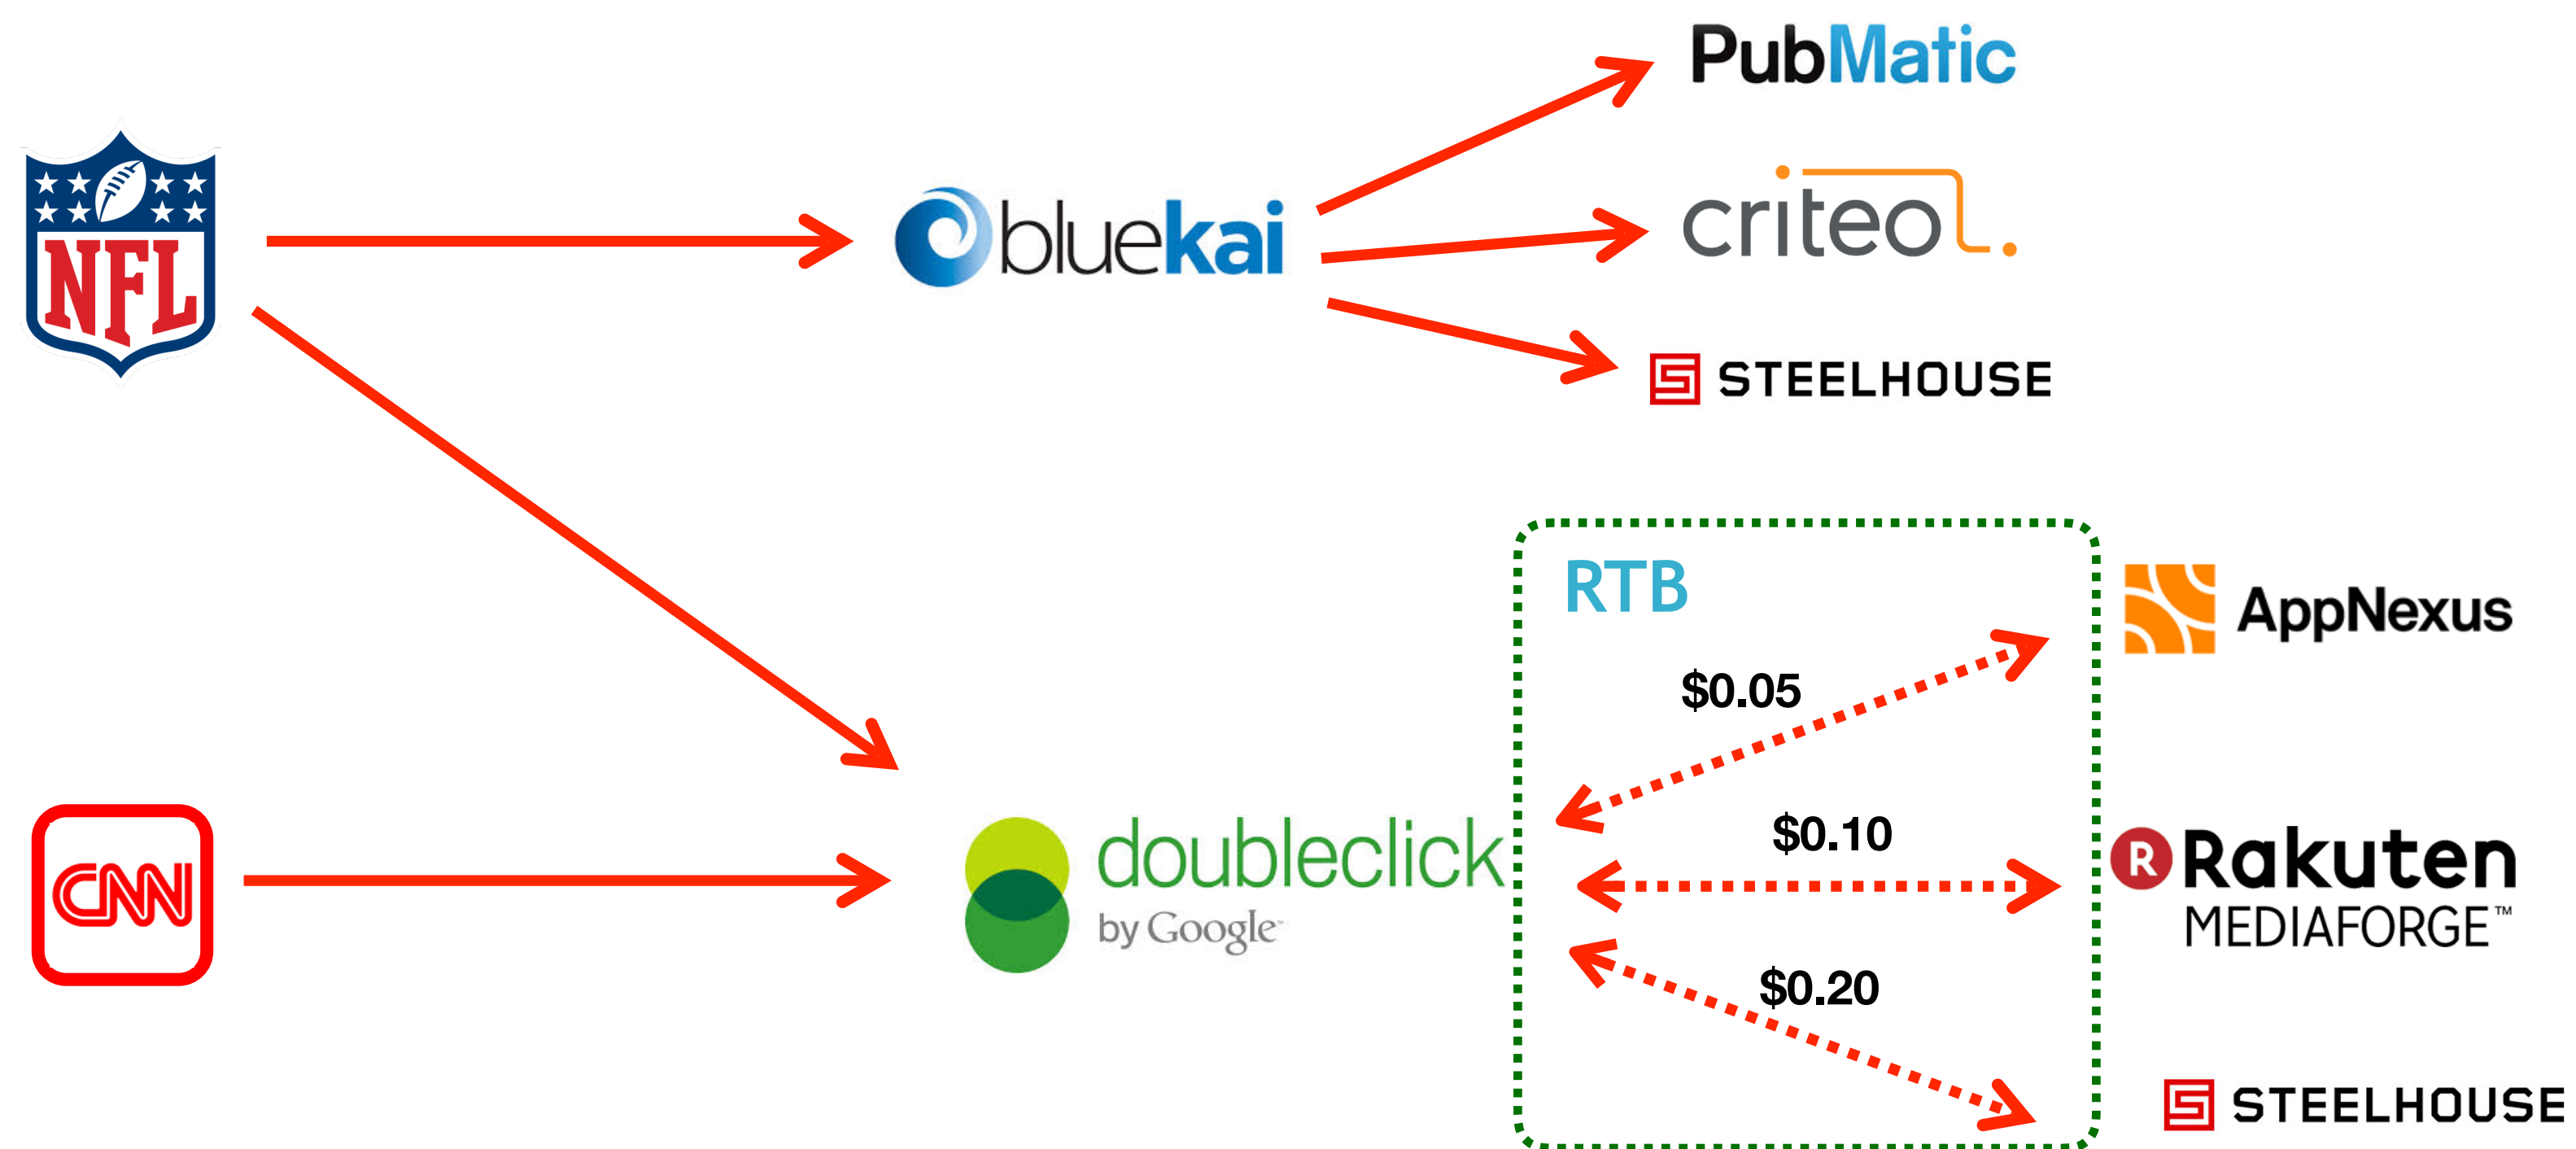 PubMatic
criteo
NFL
bluekai
STEELHOUSE
RTB
AppNexus
$0.05
$0.10
doubleclick
by Google
CNN
R Rakuten
MEDIAFORGE™
$0.20
STEELHOUSE